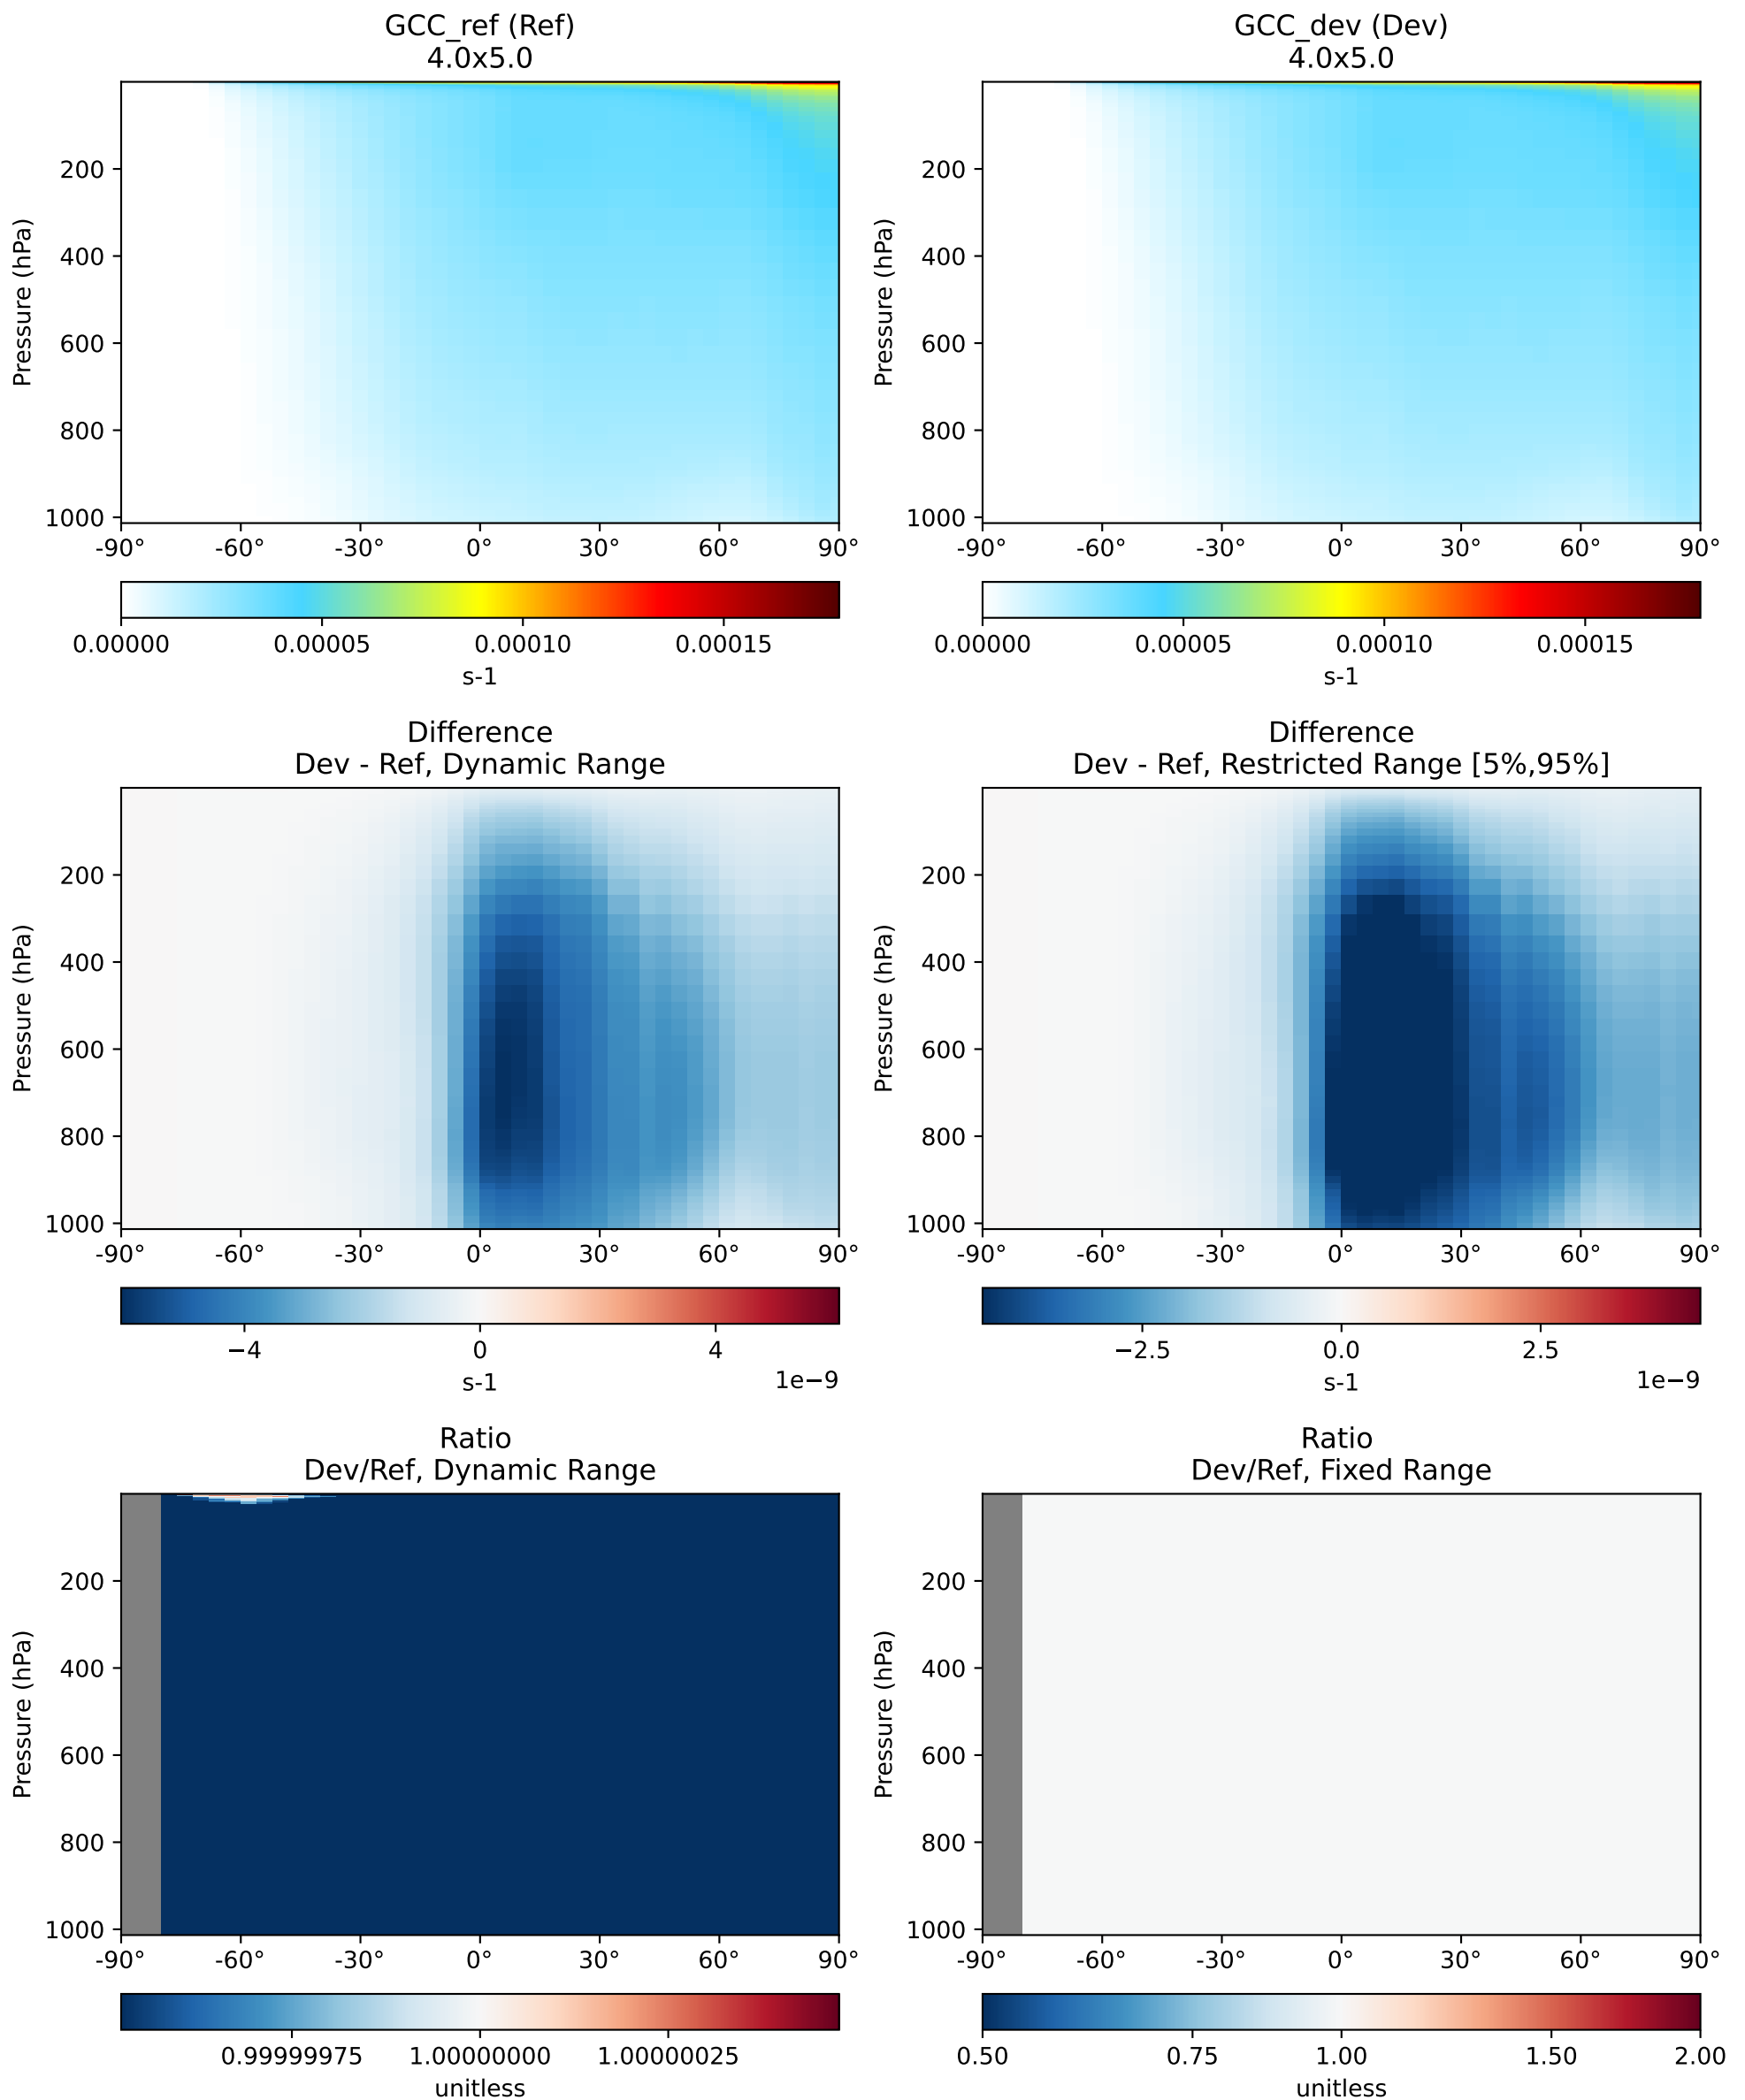 GCC_ref (Ref)
4.0x5.0
Pressure (hPa)
200
400
600
800
1000
-90° -60° -30° 0° 30° 60° 90°
0.00000 0.00005 0.00010 0.00015
s-1
GCC_dev (Dev)
4.0x5.0
Pressure (hPa)
200
400
600
800
1000
-90° -60° -30° 0° 30° 60° 90°
0.00000 0.00005 0.00010 0.00015
s-1
Difference
Dev - Ref, Dynamic Range
Pressure (hPa)
200
400
600
800
1000
-90° -60° -30° 0° 30° 60° 90°
−4 0 4
s-1 1e−9
Difference
Dev - Ref, Restricted Range [5%,95%]
Pressure (hPa)
200
400
600
800
1000
-90° -60° -30° 0° 30° 60° 90°
−2.5 0.0 2.5
s-1 1e−9
Ratio
Dev/Ref, Dynamic Range
Pressure (hPa)
200
400
600
800
1000
-90° -60° -30° 0° 30° 60° 90°
0.99999975 1.00000000 1.00000025
unitless
Ratio
Dev/Ref, Fixed Range
Pressure (hPa)
200
400
600
800
1000
-90° -60° -30° 0° 30° 60° 90°
0.50 0.75 1.00 1.50 2.00
unitless